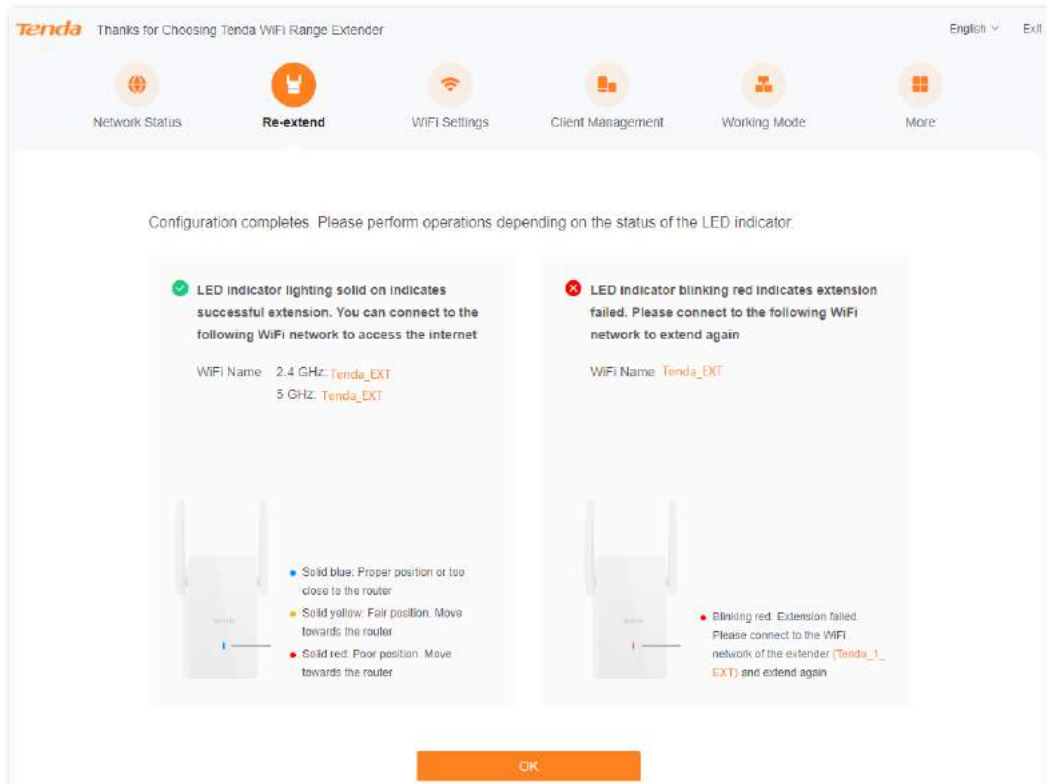 Tenda Thanks for Choosing Tenda WiFi Range Extender English Exit
Network Status Re-extend WiFi Settings Client Management Working Mode More
Configuration completes. Please perform operations depending on the status of the LED indicator.
LED indicator lighting solid on indicates
successful extension. You can connect to the
following WiFi network to access the internet
WiFi Name 2.4 GHz: Tenda_EXT
5 GHz: Tenda_EXT
Solid blue: Proper position or too
close to the router
Solid yellow: Fair position. Move
towards the router
Solid red: Poor position. Move
towards the router
LED indicator blinking red indicates extension
failed. Please connect to the following WiFi
network to extend again
WiFi Name Tenda_EXT
Blinking red: Extension failed.
Please connect to the WiFi
network of the extender (Tenda_1_
EXT) and extend again
OK